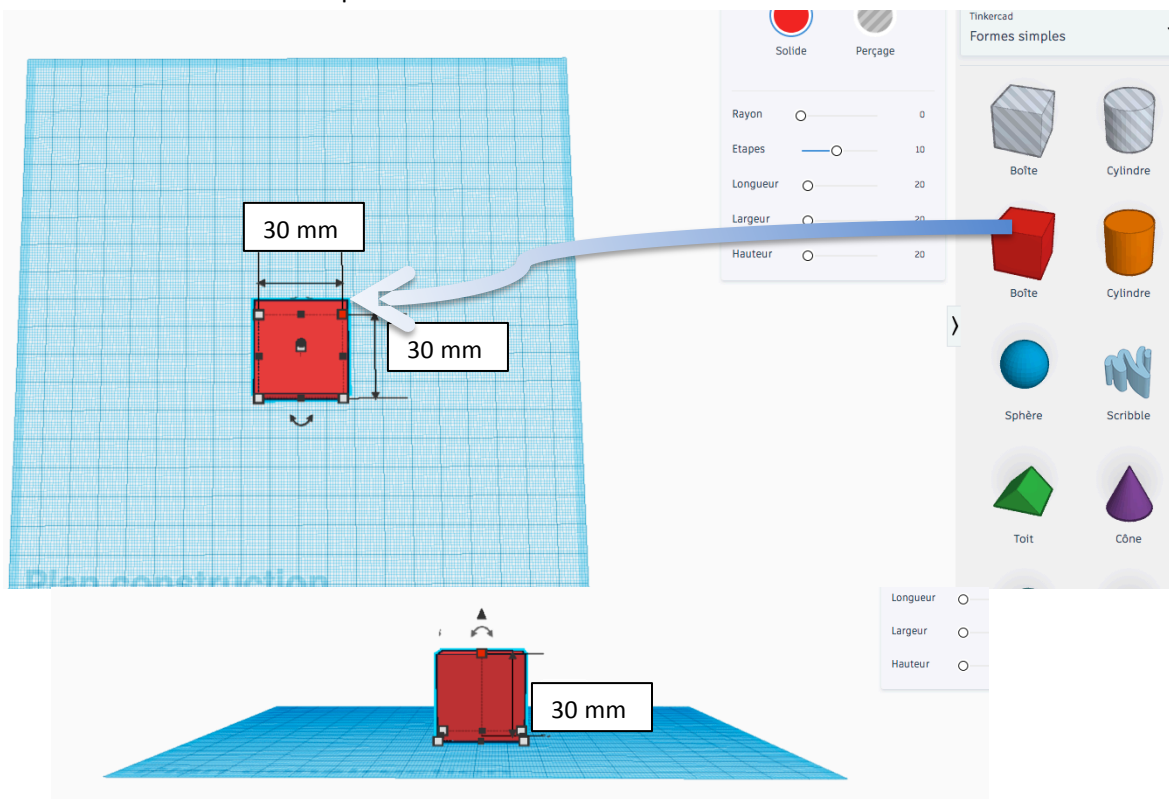 Tinkercad
Formes simples
Solide
Perçage
Rayon 0
Etapes 10
Longueur 20
Largeur 20
Hauteur 20
30 mm
30 mm
Boîte
Cylindre
Boîte
Cylindre
Sphère
Scribble
Toit
Cône
Plan construction
Longueur
Largeur
Hauteur
30 mm